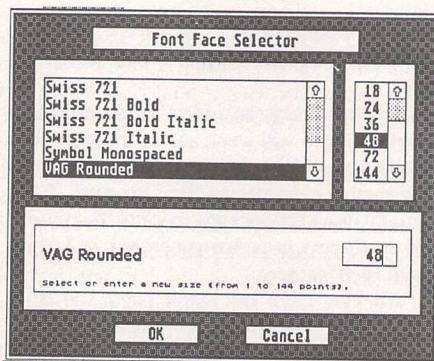 Font Face Selector
Swiss 721
Swiss 721 Bold
Swiss 721 Bold Italic
Swiss 721 Italic
Symbol Monospaced
VAG Rounded
18
24
36
48
72
144
VAG Rounded 48
Select or enter a new size (from 1 to 144 points).
OK Cancel